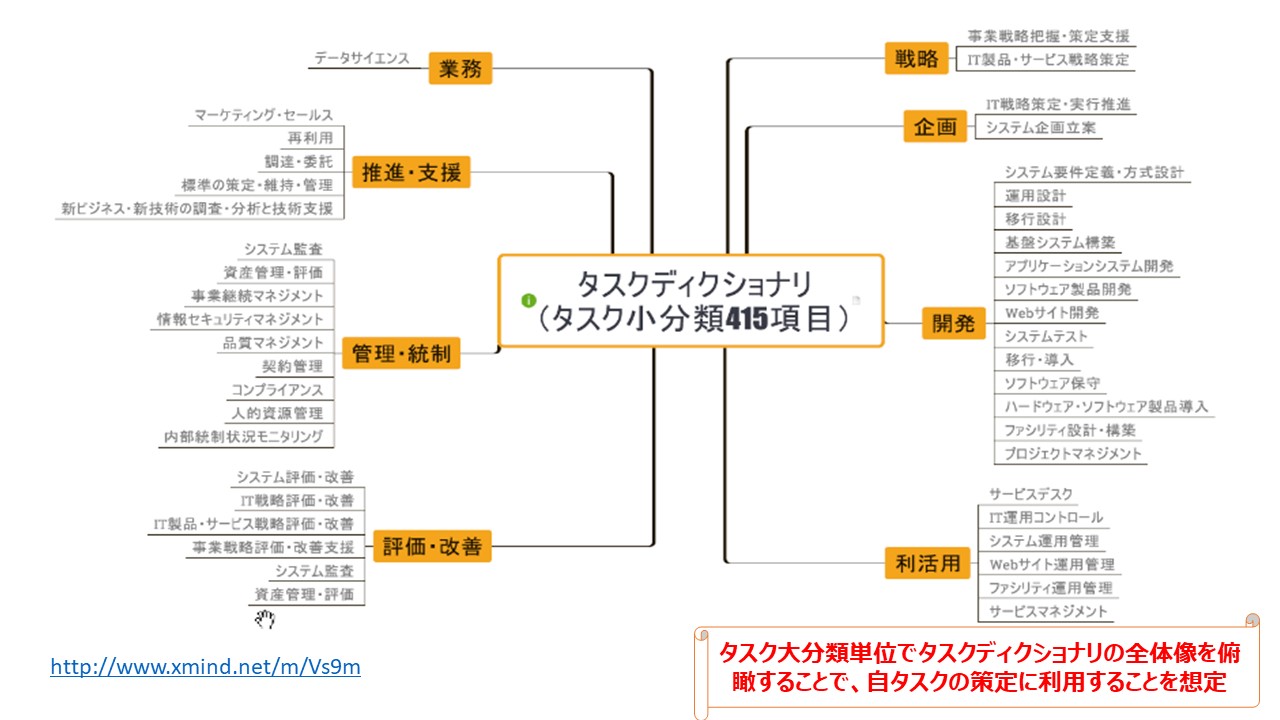 タスクディクショナリ
（タスク小分類415項目）
戦略
事業戦略把握・策定支援
IT製品・サービス戦略策定
企画
IT戦略策定・実行推進
システム企画立案
開発
システム要件定義・方式設計
運用設計
移行設計
基盤システム構築
アプリケーションシステム開発
ソフトウェア製品開発
Webサイト開発
システムテスト
移行・導入
ソフトウェア保守
ハードウェア・ソフトウェア製品導入
ファシリティ設計・構築
プロジェクトマネジメント
利活用
サービスデスク
IT運用コントロール
システム運用管理
Webサイト運用管理
ファシリティ運用管理
サービスマネジメント
業務
データサイエンス
推進・支援
マーケティング・セールス
再利用
調達・委託
標準の策定・維持・管理
新ビジネス・新技術の調査・分析と技術支援
管理・統制
システム監査
資産管理・評価
事業継続マネジメント
情報セキュリティマネジメント
品質マネジメント
契約管理
コンプライアンス
人的資源管理
内部統制状況モニタリング
評価・改善
システム評価・改善
IT戦略評価・改善
IT製品・サービス戦略評価・改善
事業戦略評価・改善支援
システム監査
資産管理・評価
http://www.xmind.net/m/Vs9m
タスク大分類単位でタスクディクショナリの全体像を俯
瞰することで、自タスクの策定に利用することを想定